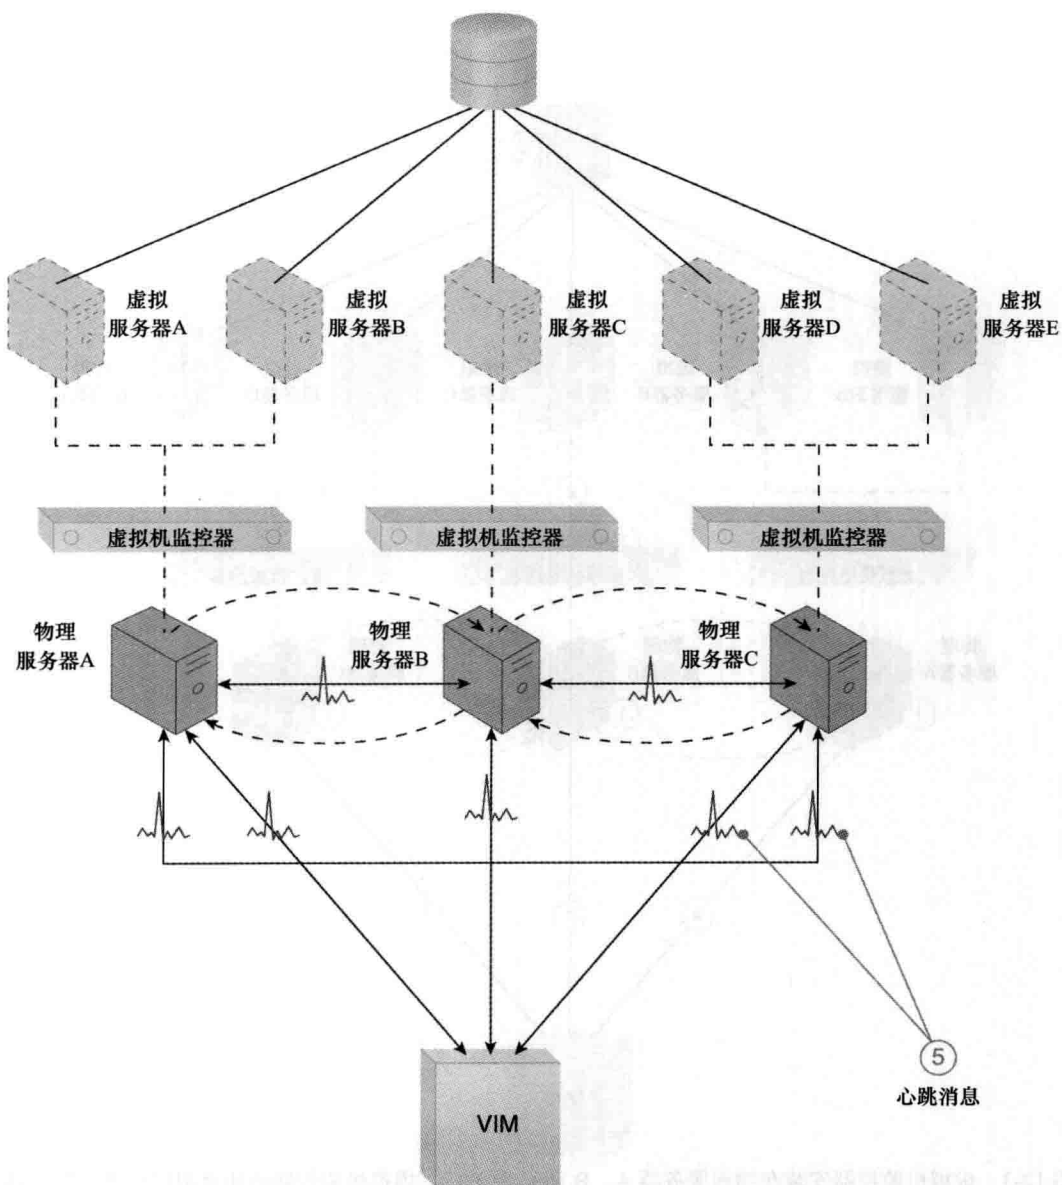 虚拟
服务器A
虚拟
服务器B
虚拟
服务器C
虚拟
服务器D
虚拟
服务器E
虚拟机监控器
虚拟机监控器
虚拟机监控器
物理
服务器A
物理
服务器B
物理
服务器C
5
心跳消息
VIM